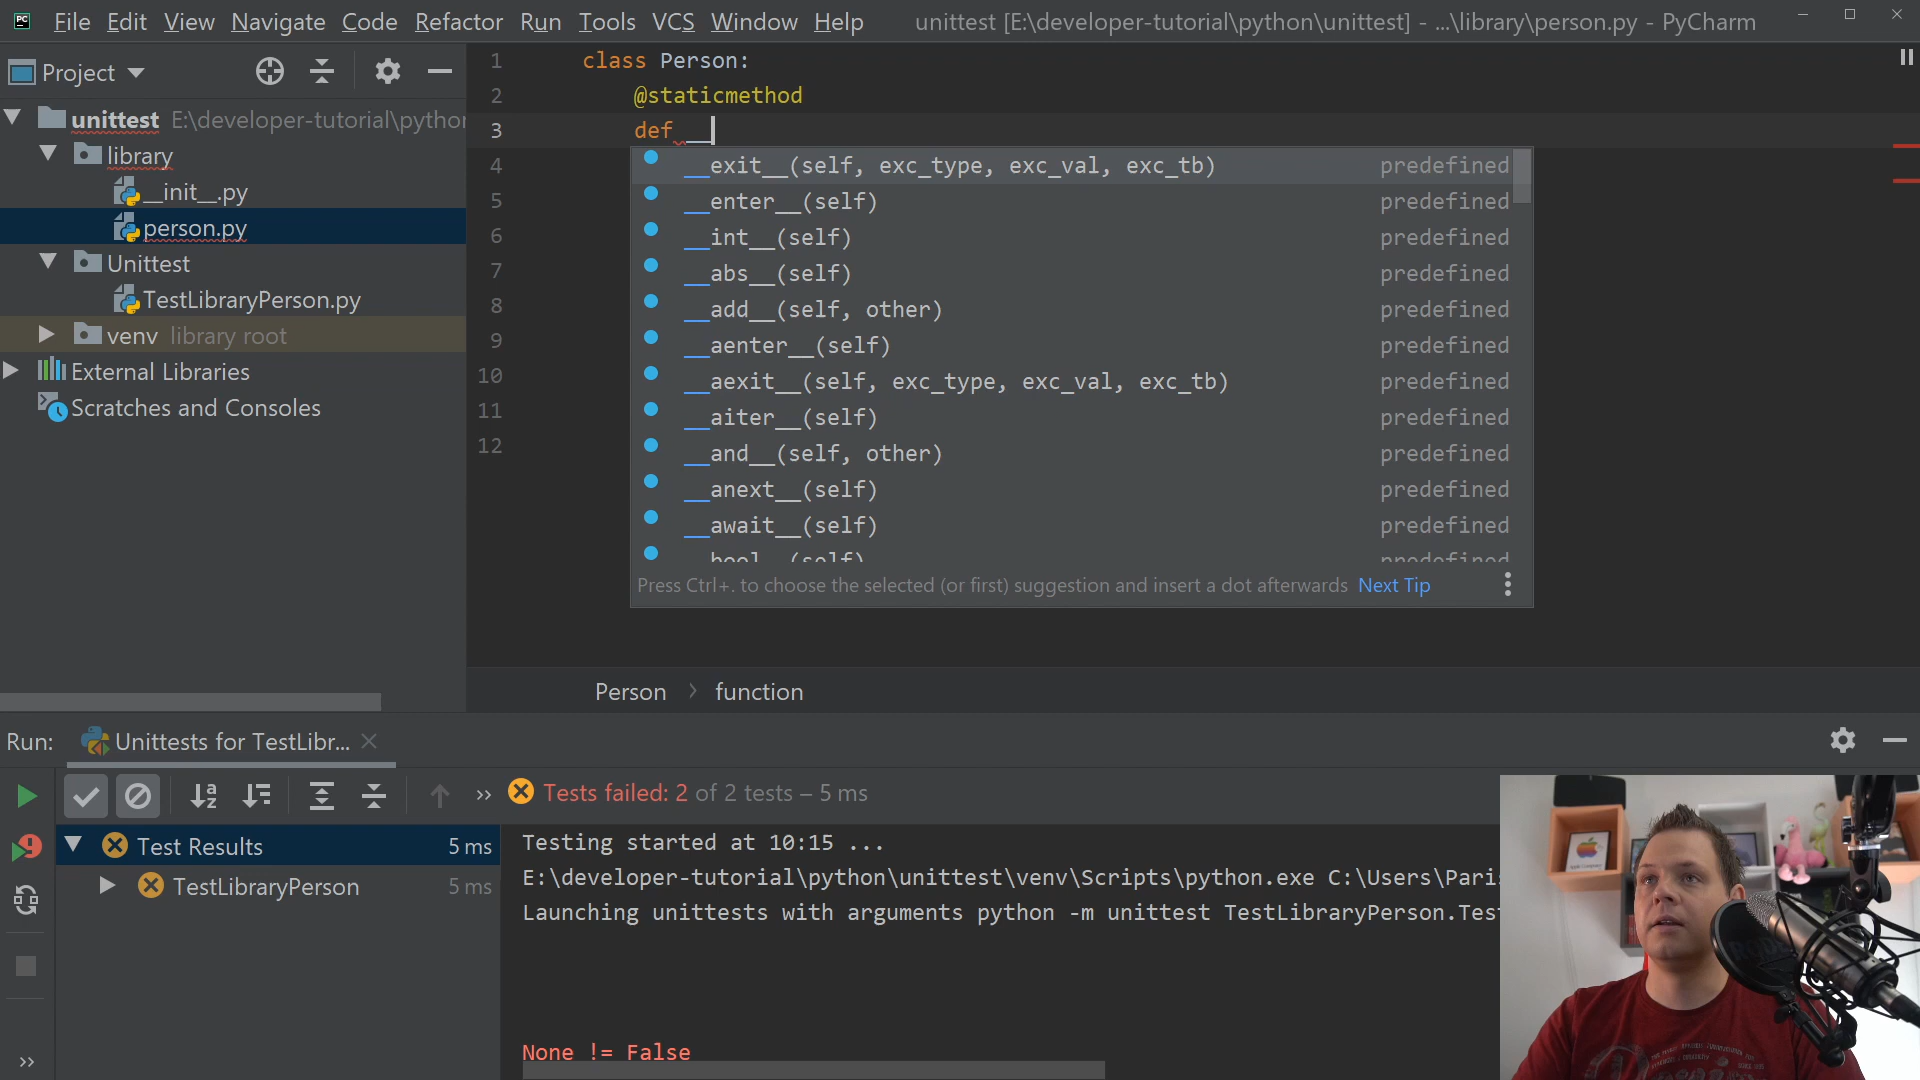 File Edit View Navigate Code Refactor Run Tools VCS Window Help unittest [E:\developer-tutorial\python\unittest] - ...\library\person.py - PyCharm
Project
unittest E:\developer-tutorial\python
library
__init__.py
person.py
Unittest
TestLibraryPerson.py
venv library root
External Libraries
Scratches and Consoles
1 class Person:
2 @staticmethod
3 def __
4
5
6
7
8
9
10
11
12
__exit__(self, exc_type, exc_val, exc_tb) predefined
__enter__(self) predefined
__int__(self) predefined
__abs__(self) predefined
__add__(self, other) predefined
__aenter__(self) predefined
__aexit__(self, exc_type, exc_val, exc_tb) predefined
__aiter__(self) predefined
__and__(self, other) predefined
__anext__(self) predefined
__await__(self) predefined
__bool__(self) predefined
Press Ctrl+. to choose the selected (or first) suggestion and insert a dot afterwards Next Tip
Person > function
Run: Unittests for TestLibr...
Tests failed: 2 of 2 tests – 5 ms
Test Results 5 ms
TestLibraryPerson 5 ms
Testing started at 10:15 ...
E:\developer-tutorial\python\unittest\venv\Scripts\python.exe C:\Users\Paris
Launching unittests with arguments python -m unittest TestLibraryPerson.Tes
None != False